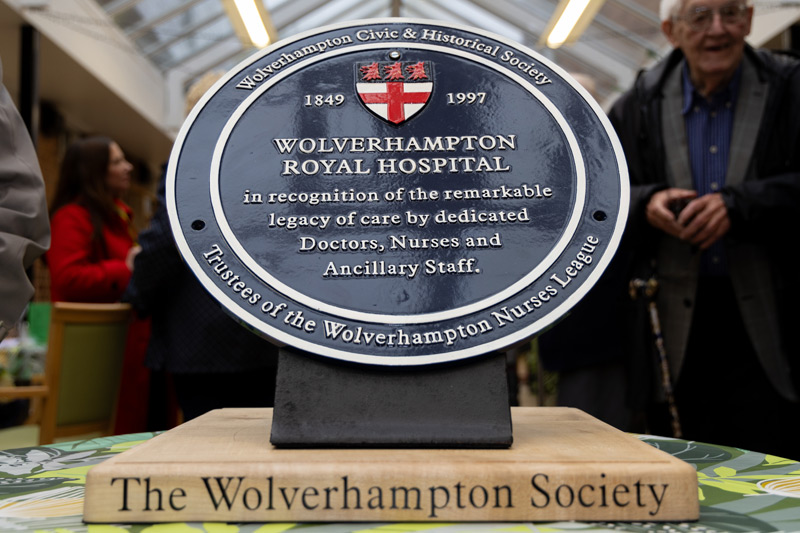 Wolverhampton Civic & Historical Society
1849 1997
WOLVERHAMPTON
ROYAL HOSPITAL
in recognition of the remarkable
legacy of care by dedicated
Doctors, Nurses and
Ancillary Staff.
Trustees of the Wolverhampton Nurses League
The Wolverhampton Society